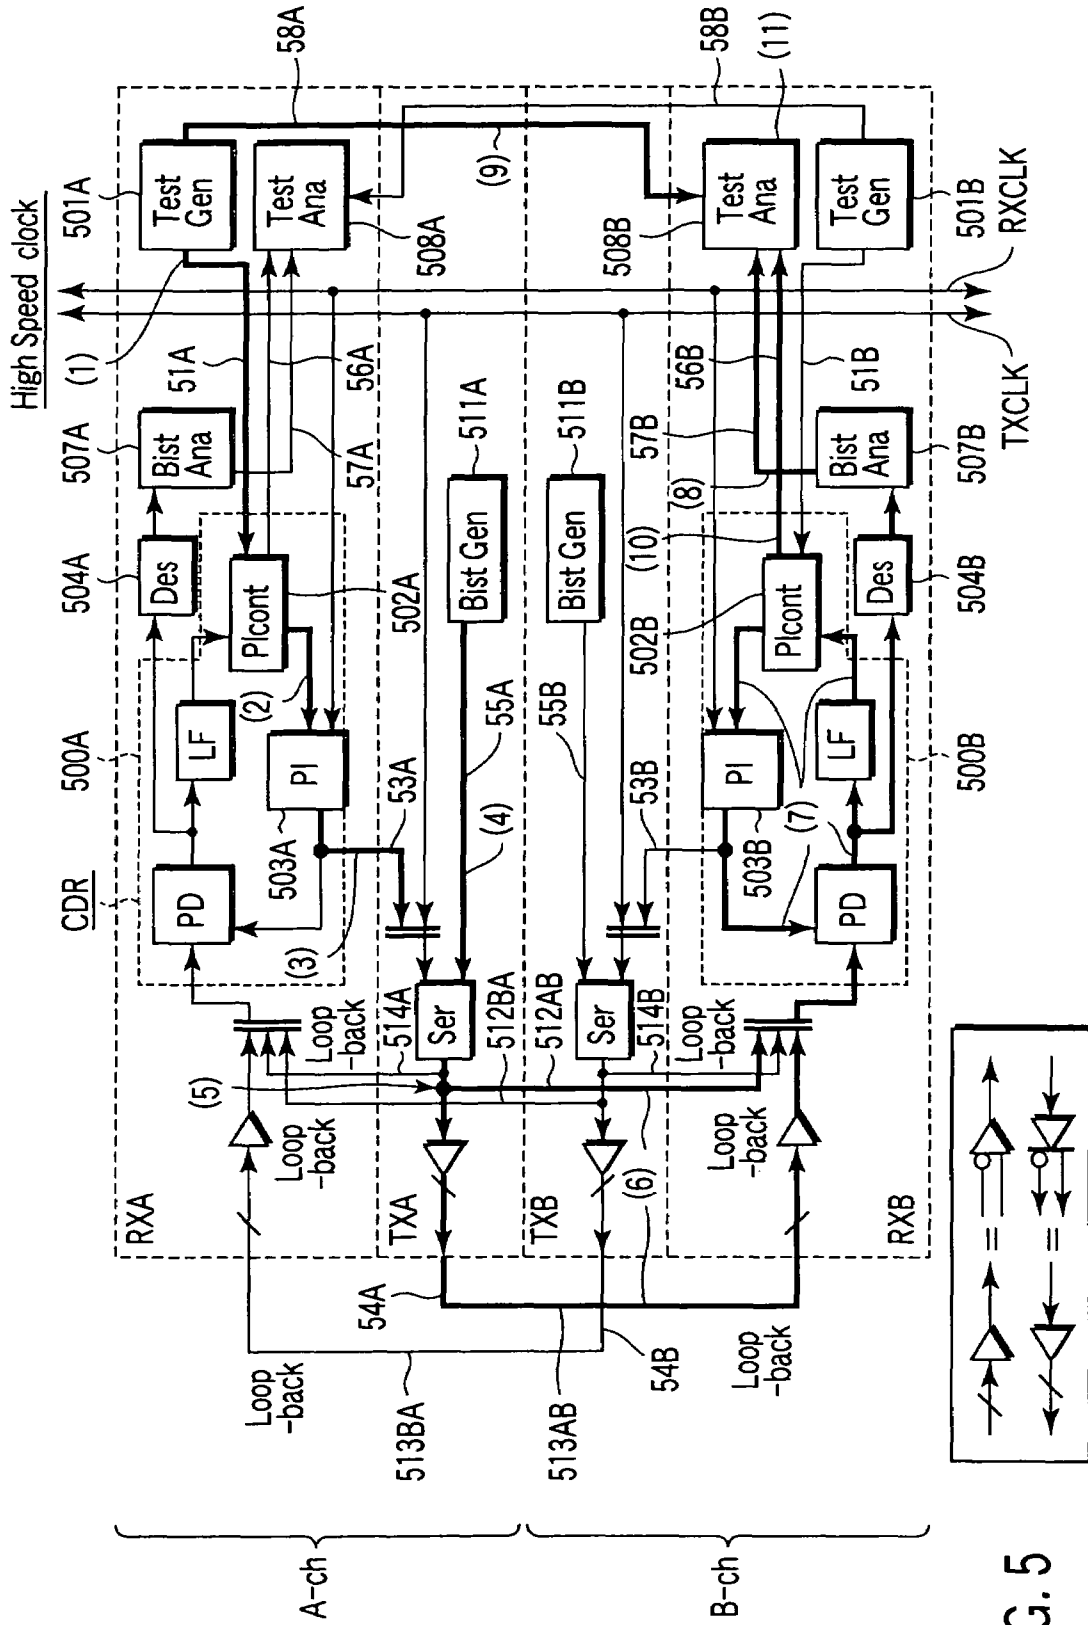 High Speed clock
58A
58B
(11)
501A
Test
Gen
Test
Ana
508A
(9)
508B
Test
Ana
Test
Gen
501B
RXCLK
TXCLK
(1)
51A
56A
57A
507A
Bist
Ana
511A
Bist Gen
511B
Bist Gen
57B
56B
51B
(8)
(10)
Bist
Ana
507B
504A
Des
PIcont
502A
502B
PIcont
Des
504B
500A
CDR
LF
(2)
PI
503A
53A
55A
(4)
55B
53B
PI
503B
LF
(7)
500B
PD
(3)
PD
514A
Ser
512BA
512AB
Ser
514B
Loop
-back
Loop
-back
(5)
Loop
-back
Loop
-back
(6)
RXA
TXA
TXB
RXB
54A
54B
Loop
-back
Loop
-back
513BA
513AB
A-ch
B-ch
=
=
G. 5